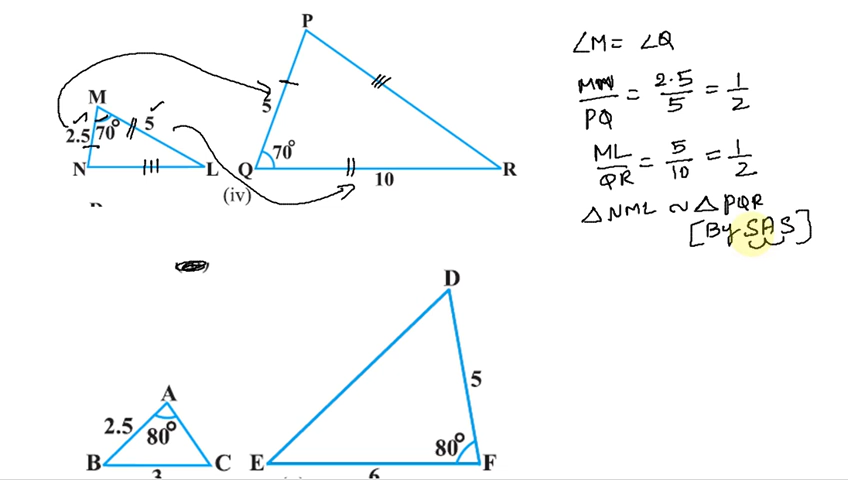 P
M
2.5 70° 5
N L
5
Q 70° R
10
(iv)
∠M = ∠Q
MN/PQ = 2.5/5 = 1/2
ML/QR = 5/10 = 1/2
△NML ~ △PQR
[By SAS]
D
A
2.5 80°
B C
3
5
80°
E F
6